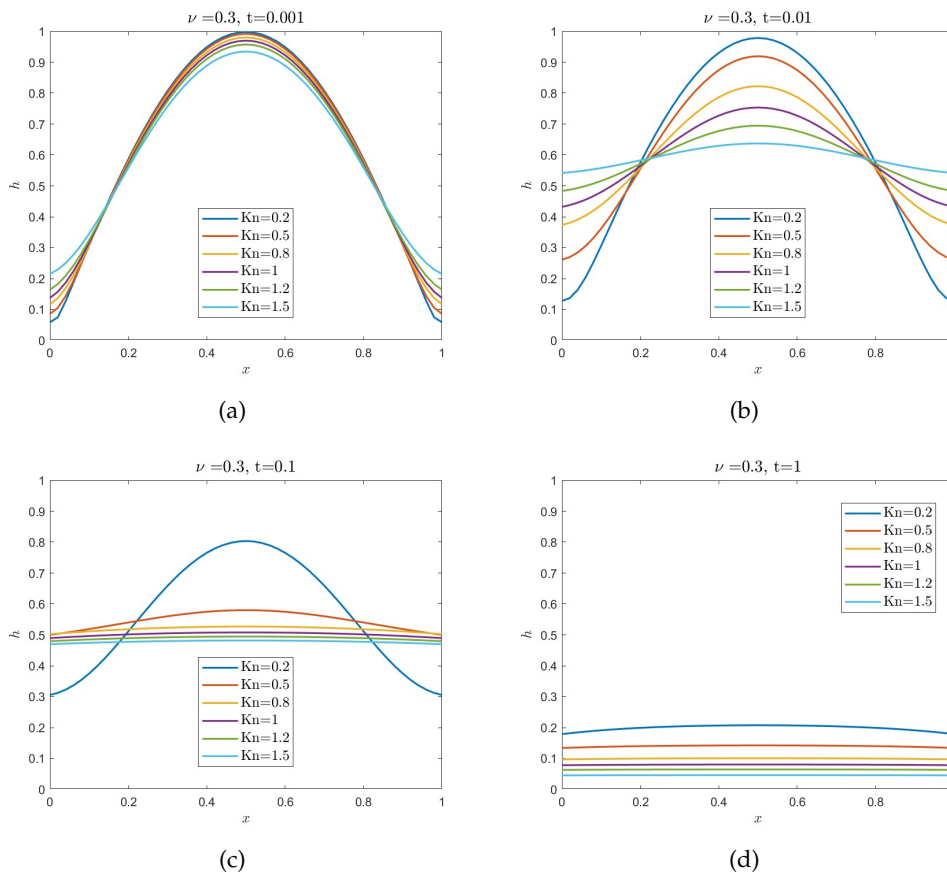 ν =0.3, t=0.001
1
0.9
0.8
0.7
0.6
0.5
0.4
0.3
0.2
0.1
0
h
Kn=0.2
Kn=0.5
Kn=0.8
Kn=1
Kn=1.2
Kn=1.5
0 0.2 0.4 0.6 0.8 1
x
(a)
ν =0.3, t=0.01
1
0.9
0.8
0.7
0.6
0.5
0.4
0.3
0.2
0.1
0
h
Kn=0.2
Kn=0.5
Kn=0.8
Kn=1
Kn=1.2
Kn=1.5
0 0.2 0.4 0.6 0.8
x
(b)
ν =0.3, t=0.1
1
0.9
0.8
0.7
0.6
0.5
0.4
0.3
0.2
0.1
0
h
Kn=0.2
Kn=0.5
Kn=0.8
Kn=1
Kn=1.2
Kn=1.5
0 0.2 0.4 0.6 0.8 1
x
(c)
ν =0.3, t=1
1
0.9
0.8
0.7
0.6
0.5
0.4
0.3
0.2
0.1
0
h
Kn=0.2
Kn=0.5
Kn=0.8
Kn=1
Kn=1.2
Kn=1.5
0 0.2 0.4 0.6 0.8
x
(d)